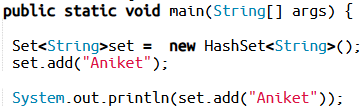 public static void main(String[] args) {
Set<String>set =  new HashSet<String>();
set.add("Aniket");
System.out.println(set.add("Aniket"));